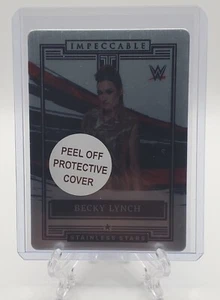 IMPECCABLE
W
PEEL OFF
PROTECTIVE
COVER
BECKY LYNCH
STAINLESS STARS